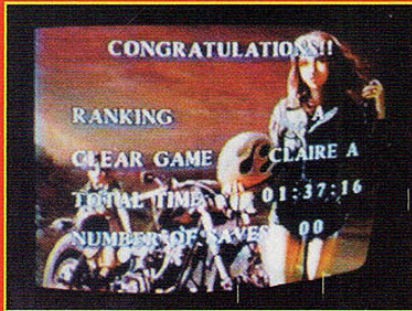 CONGRATULATIONS!!
RANKING A
CLEAR GAME CLAIRE A
TOTAL TIME 01:37:16
NUMBER OF SAVES 00